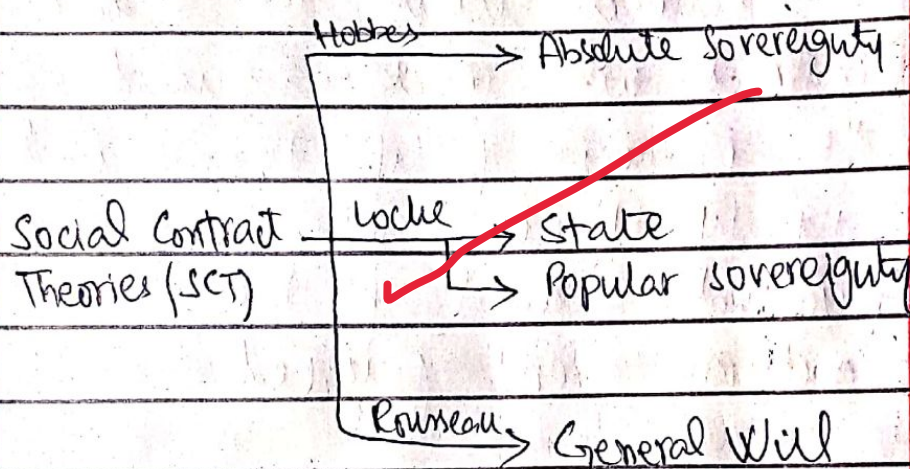 Hobbes
Absolute Sovereignty
Locke
Social Contract
State
Theories (SCT)
Popular sovereignty
Rousseau
General Will